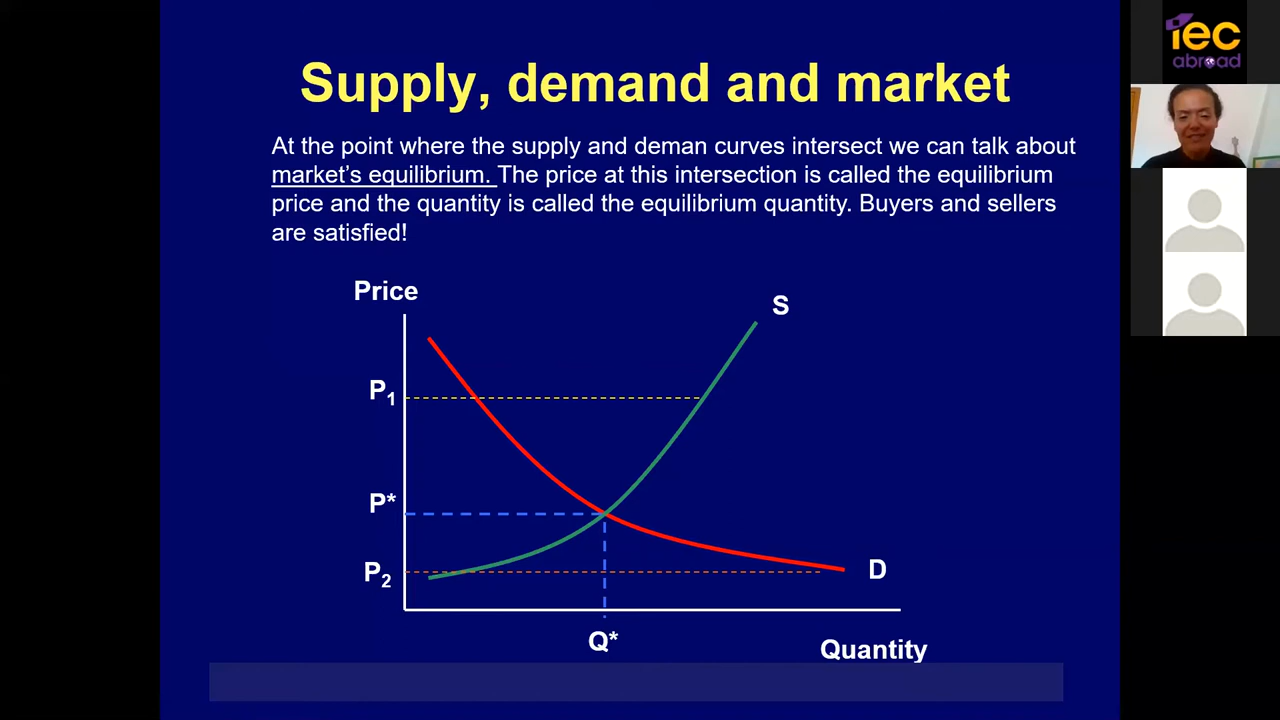 Supply, demand and market
At the point where the supply and deman curves intersect we can talk about
market's equilibrium. The price at this intersection is called the equilibrium
price and the quantity is called the equilibrium quantity. Buyers and sellers
are satisfied!
Price
S
P1
P*
P2
D
Q*
Quantity
iec
abroad